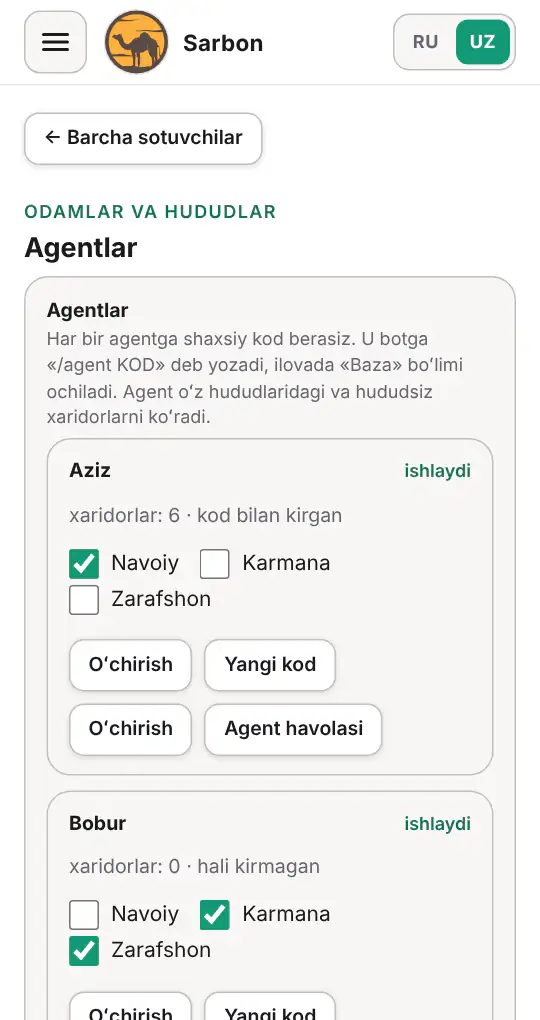 Sarbon
RU UZ
← Barcha sotuvchilar
ODAMLAR VA HUDUDLAR
Agentlar
Agentlar
Har bir agentga shaxsiy kod berasiz. U botga
«/agent KOD» deb yozadi, ilovada «Baza» boʻlimi
ochiladi. Agent oʻz hududlaridagi va hududsiz
xaridorlarni koʻradi.
Aziz ishlaydi
xaridorlar: 6 · kod bilan kirgan
Navoiy Karmana
Zarafshon
Oʻchirish Yangi kod
Oʻchirish Agent havolasi
Bobur ishlaydi
xaridorlar: 0 · hali kirmagan
Navoiy Karmana
Zarafshon
Oʻchirish Yangi kod